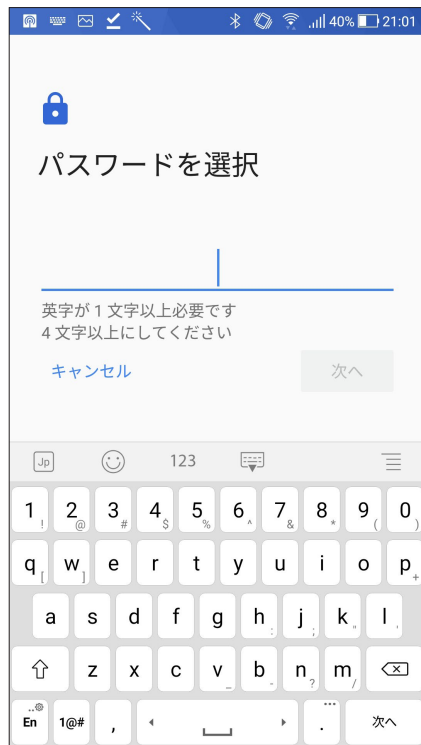 40% 21:01
パスワードを選択
英字が 1 文字以上必要です
4 文字以上にしてください
キャンセル 次へ
Jp 123
1 ! 2 @ 3 # 4 $ 5 % 6 ^ 7 & 8 * 9 ( 0 )
q [ w ] e r t y u i o p +
a s d f g h : j ; k " l '
z x c v _ b - n ? m /
En 1@# , . ... 次へ